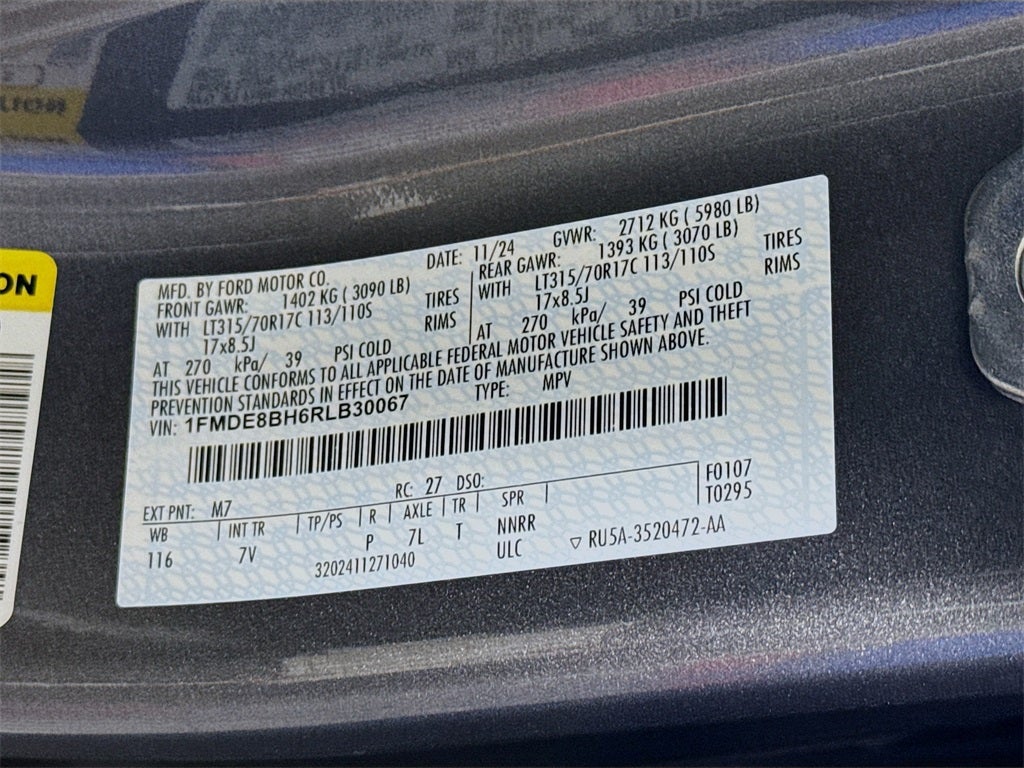 ON
MFD. BY FORD MOTOR CO.
DATE: 11/24
GVWR: 2712 KG ( 5980 LB)
FRONT GAWR: 1402 KG ( 3090 LB)
WITH LT315/70R17C 113/110S TIRES
17x8.5J RIMS
AT 270 kPa/ 39 PSI COLD
REAR GAWR: 1393 KG ( 3070 LB)
WITH LT315/70R17C 113/110S TIRES
17x8.5J RIMS
AT 270 kPa/ 39 PSI COLD
THIS VEHICLE CONFORMS TO ALL APPLICABLE FEDERAL MOTOR VEHICLE SAFETY AND THEFT
PREVENTION STANDARDS IN EFFECT ON THE DATE OF MANUFACTURE SHOWN ABOVE.
VIN: 1FMDE8BH6RLB30067 TYPE: MPV
EXT PNT: M7 RC: 27 DSO: F0107
WB INT TR TP/PS R AXLE TR SPR T0295
116 7V P 7L T NNRR
ULC
3202411271040
▽ RU5A-3520472-AA